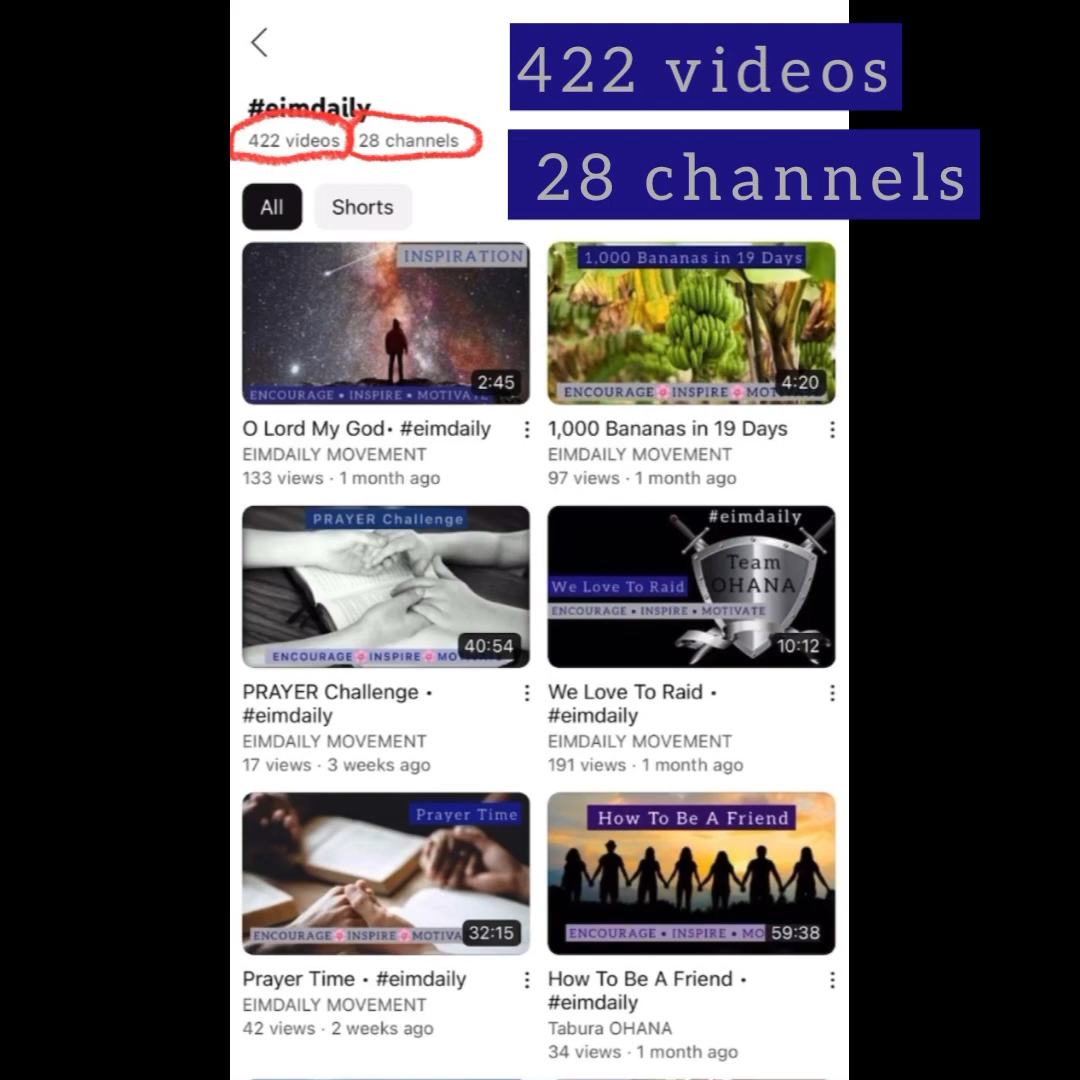 422 videos
28 channels
#eimdaily
422 videos 28 channels
All Shorts
INSPIRATION
ENCOURAGE • INSPIRE • MOTIVATE
2:45
O Lord My God• #eimdaily
EIMDAILY MOVEMENT
133 views · 1 month ago
1,000 Bananas in 19 Days
ENCOURAGE🌸INSPIRE🌸MOT
4:20
1,000 Bananas in 19 Days
EIMDAILY MOVEMENT
97 views · 1 month ago
PRAYER Challenge
40:54
ENCOURAGE🌸INSPIRE🌸MO
PRAYER Challenge •
#eimdaily
EIMDAILY MOVEMENT
17 views · 3 weeks ago
#eimdaily
Team
OHANA
We Love To Raid
ENCOURAGE • INSPIRE • MOTIVATE
10:12
We Love To Raid •
#eimdaily
EIMDAILY MOVEMENT
191 views · 1 month ago
Prayer Time
ENCOURAGE🌸INSPIRE🌸MOTIVA
32:15
Prayer Time • #eimdaily
EIMDAILY MOVEMENT
42 views · 2 weeks ago
How To Be A Friend
ENCOURAGE • INSPIRE • MO
59:38
How To Be A Friend •
#eimdaily
Tabura OHANA
34 views · 1 month ago